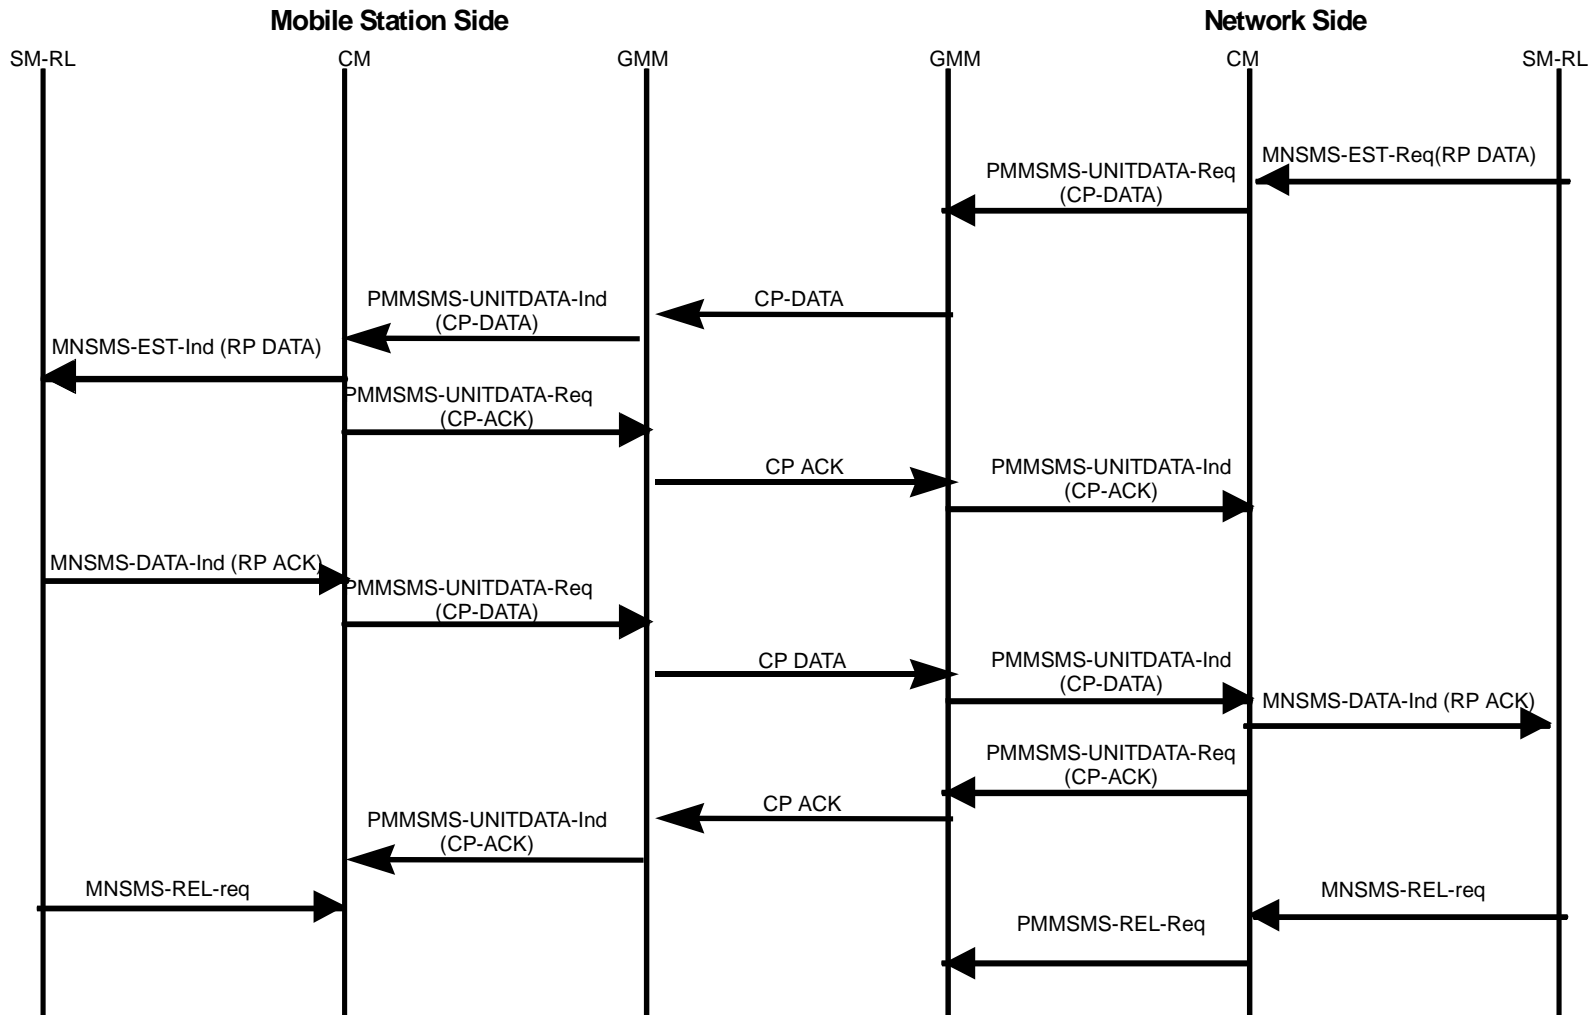 Mobile Station Side
Network Side
SM-RL
CM
GMM
GMM
CM
SM-RL
MNSMS-EST-Req(RP DATA)
PMMSMS-UNITDATA-Req
(CP-DATA)
CP-DATA
PMMSMS-UNITDATA-Ind
(CP-DATA)
MNSMS-EST-Ind (RP DATA)
PMMSMS-UNITDATA-Req
(CP-ACK)
CP ACK
PMMSMS-UNITDATA-Ind
(CP-ACK)
MNSMS-DATA-Ind (RP ACK)
PMMSMS-UNITDATA-Req
(CP-DATA)
CP DATA
PMMSMS-UNITDATA-Ind
(CP-DATA)
MNSMS-DATA-Ind (RP ACK)
PMMSMS-UNITDATA-Req
(CP-ACK)
CP ACK
PMMSMS-UNITDATA-Ind
(CP-ACK)
MNSMS-REL-req
MNSMS-REL-req
PMMSMS-REL-Req